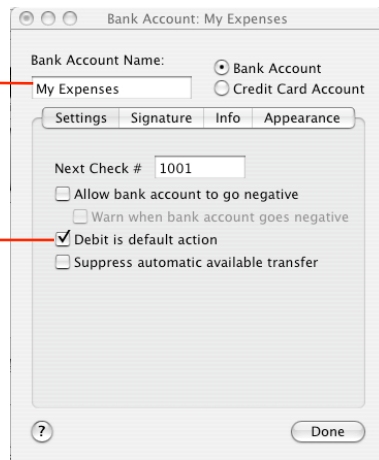 Bank Account: My Expenses
Bank Account Name:
My Expenses
Bank Account
Credit Card Account
Settings Signature Info Appearance
Next Check # 1001
Allow bank account to go negative
Warn when bank account goes negative
Debit is default action
Suppress automatic available transfer
? Done